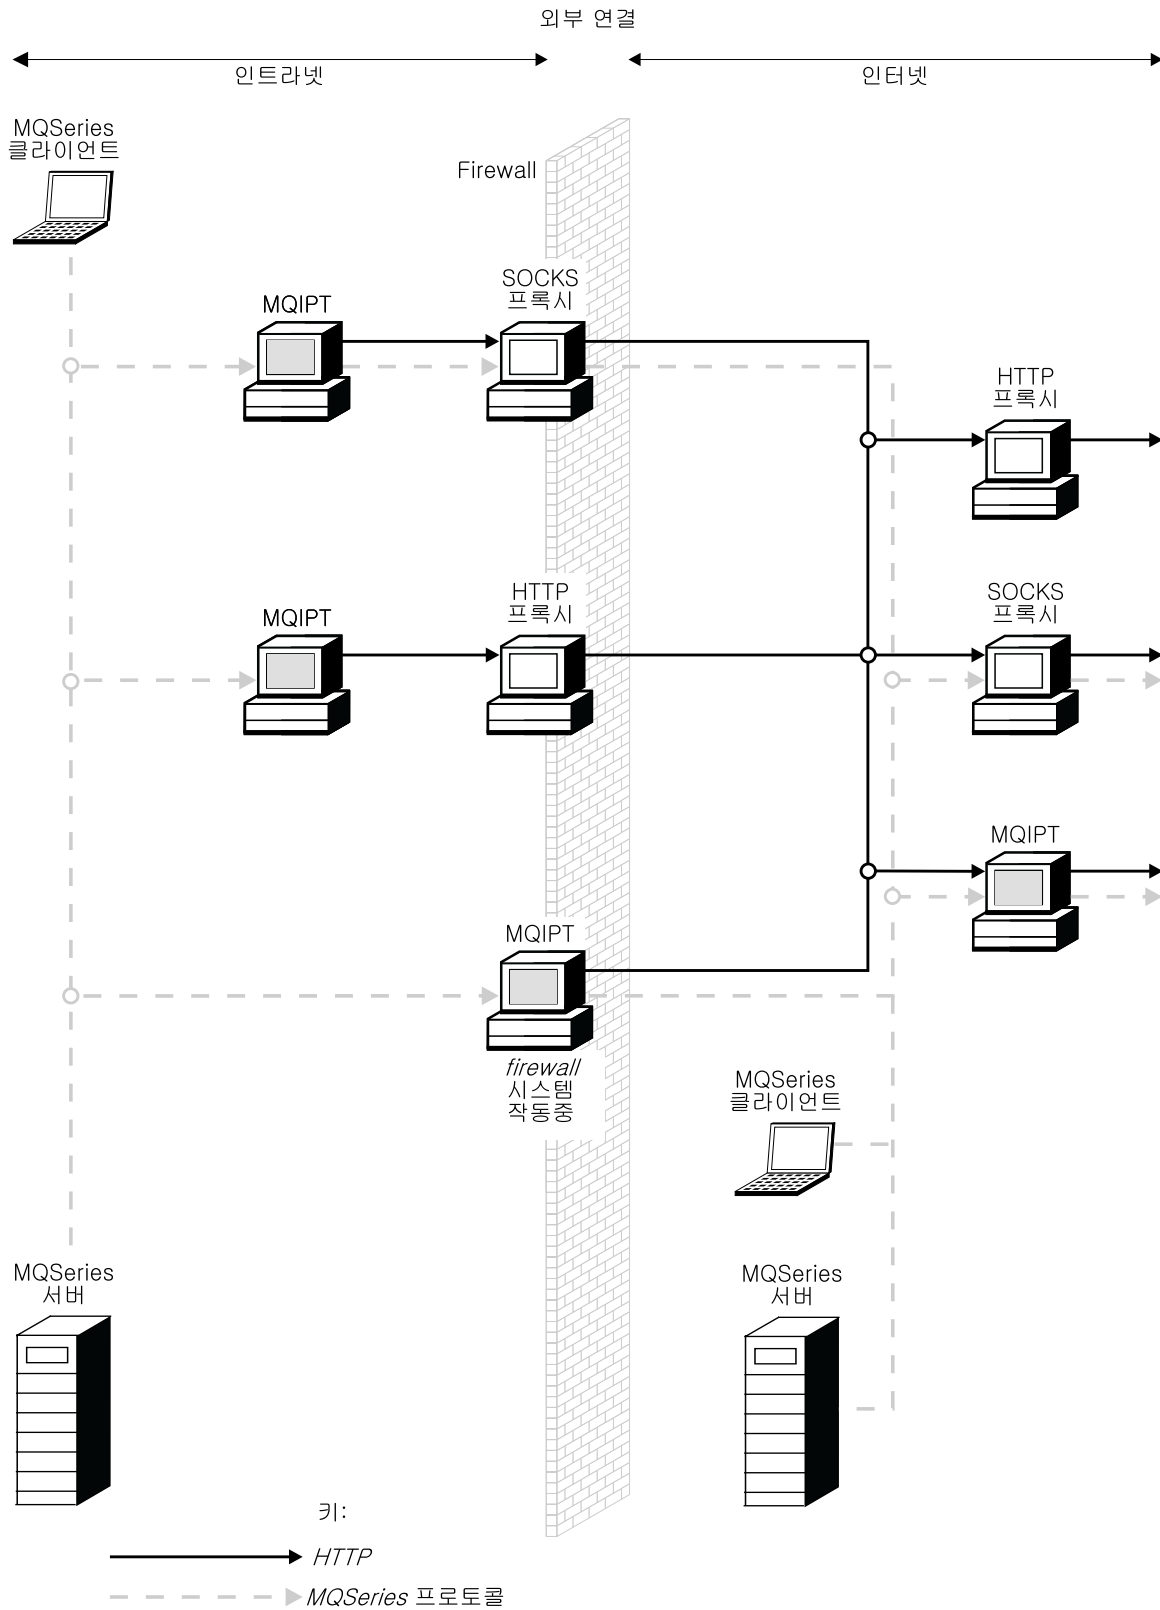 외부 연결
인트라넷
인터넷
MQSeries
클라이언트
Firewall
SOCKS
프록시
MQIPT
HTTP
프록시
HTTP
프록시
MQIPT
SOCKS
프록시
MQIPT
MQIPT
firewall
시스템
작동중
MQSeries
클라이언트
MQSeries
서버
MQSeries
서버
키:
HTTP
MQSeries 프로토콜